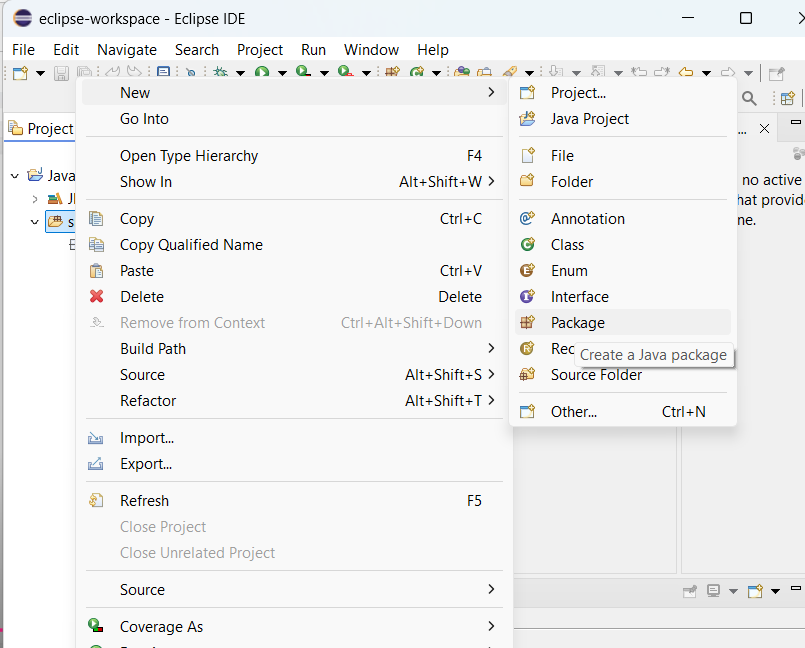 eclipse-workspace - Eclipse IDE
File Edit Navigate Search Project Run Window Help
New
Project...
Go Into
Java Project
Project
...
Open Type Hierarchy F4
File
Show In Alt+Shift+W
Folder
Java
no active
hat provid
ne.
Copy Ctrl+C
Annotation
Copy Qualified Name
Class
Paste Ctrl+V
Enum
Delete Delete
Interface
Remove from Context Ctrl+Alt+Shift+Down
Package
Build Path
Create a Java package
Source Alt+Shift+S
Source Folder
Refactor Alt+Shift+T
Other... Ctrl+N
Import...
Export...
Refresh F5
Close Project
Close Unrelated Project
Source
Coverage As